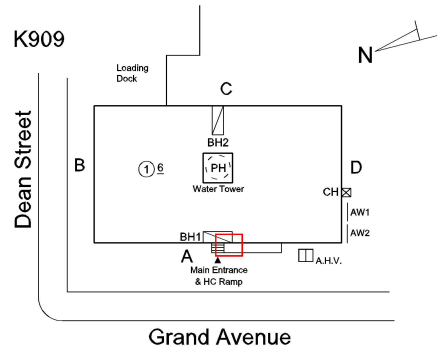 K909
N
Loading
Dock
C
Dean Street
BH2
B
1 6
PH
D
Water Tower
CH
AW1
BH1
AW2
A
A.H.V.
Main Entrance
& HC Ramp
Grand Avenue